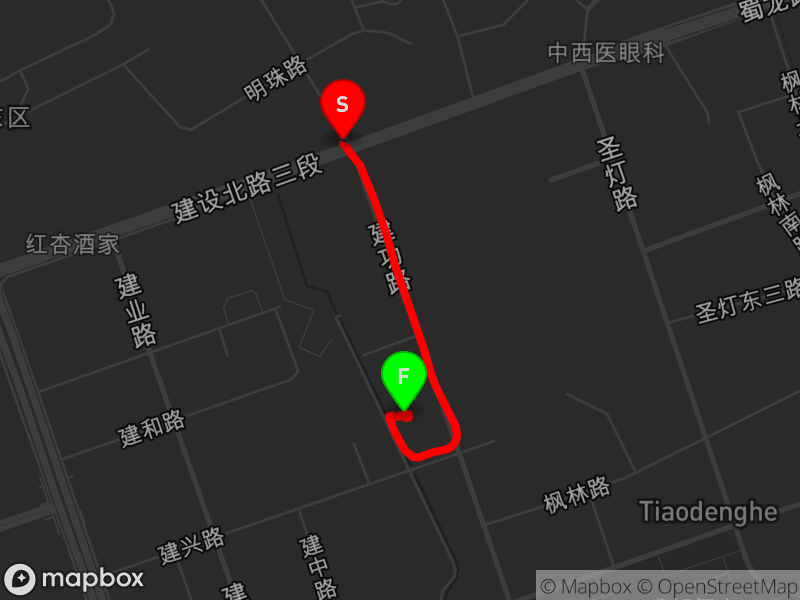 蜀龙
中西医眼科
明珠路
枫林
S
区
圣灯路
建设北路三段
枫林南
红杏酒家
建功路
建业路
圣灯东三路
F
建和路
枫林路
Tiaodenghe
建兴路
建中路
建
mapbox
© Mapbox © OpenStreetMap